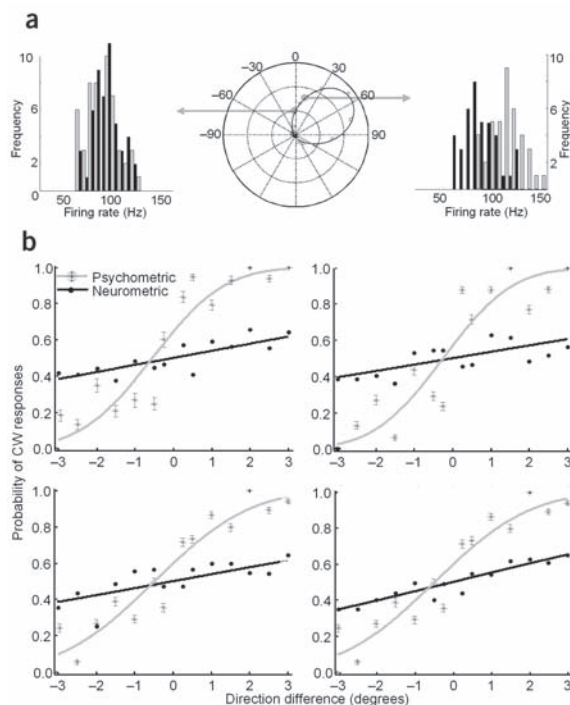 a
10
6
2
0
Frequency
50 100 150
Firing rate (Hz)
0
–30 30
–60 60
–90 90
10
6
2
Frequency
50 100 150
Firing rate (Hz)
b
Probability of CW responses
Psychometric
Neurometric
1.0
0.8
0.6
0.4
0.2
0.0
–3 –2 –1 0 1 2 3
1.0
0.8
0.6
0.4
0.2
0.0
–3 –2 –1 0 1 2 3
1.0
0.8
0.6
0.4
0.2
0.0
–3 –2 –1 0 1 2 3
1.0
0.8
0.6
0.4
0.2
0.0
–3 –2 –1 0 1 2 3
Direction difference (degrees)